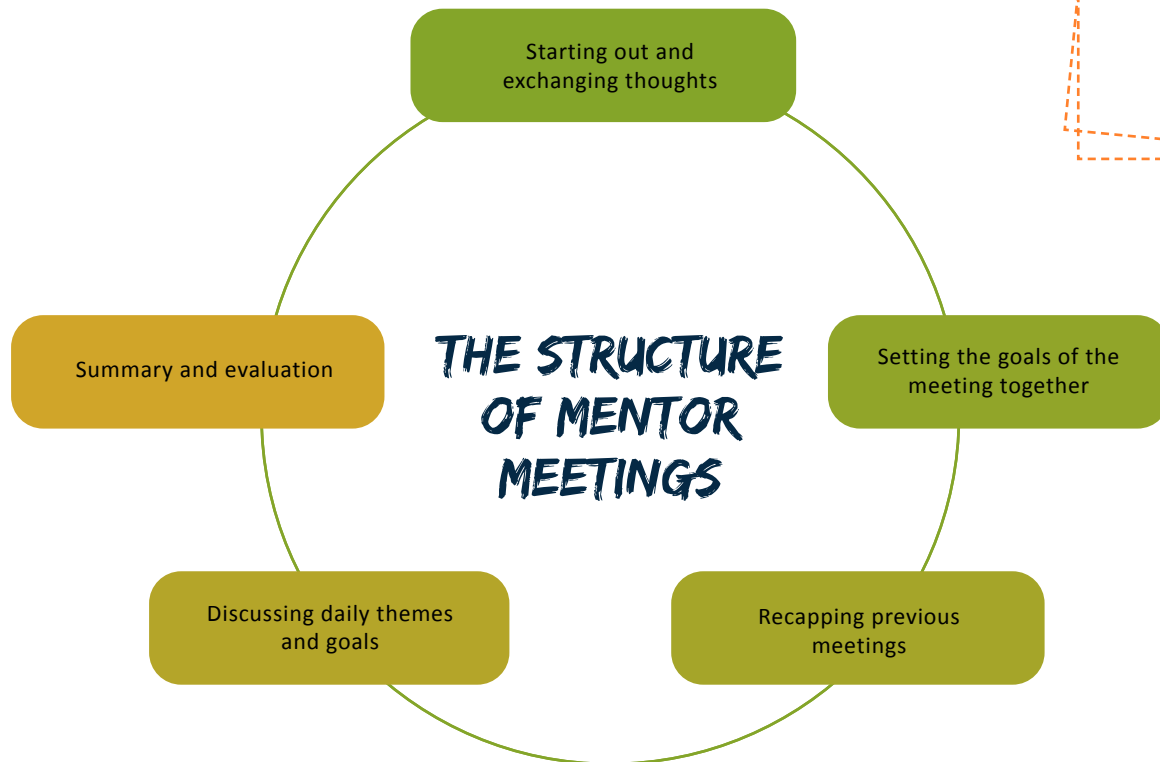 Starting out and
exchanging thoughts
Setting the goals of the
meeting together
Recapping previous
meetings
Discussing daily themes
and goals
Summary and evaluation
THE STRUCTURE
OF MENTOR
MEETINGS